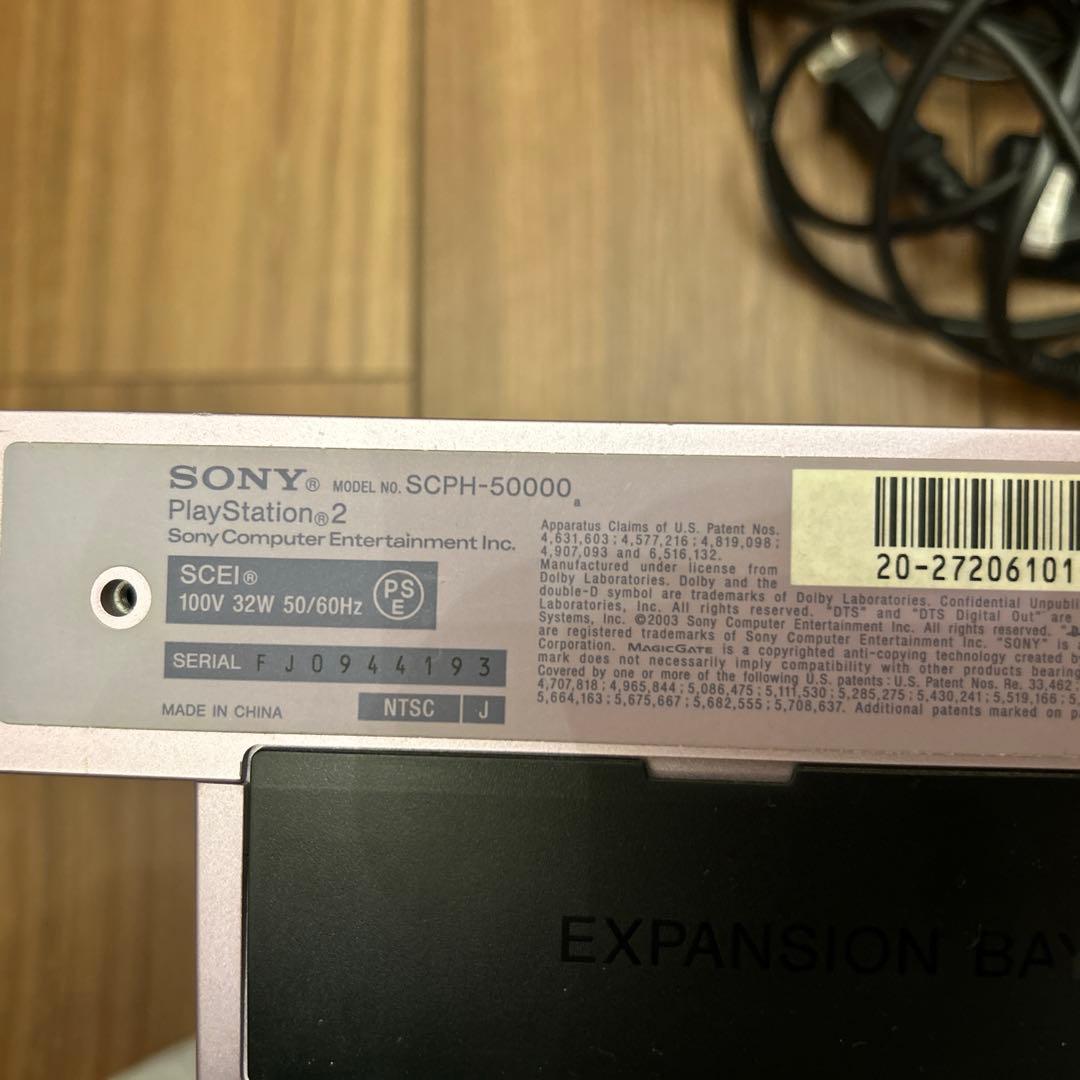 SONY® MODEL NO. SCPH-50000 a
PlayStation®2
Sony Computer Entertainment Inc.
SCEI®
100V 32W 50/60Hz
PS
E
SERIAL FJ0944193
MADE IN CHINA
NTSC J
Apparatus Claims of U.S. Patent Nos.
4,631,603; 4,577,216; 4,819,098;
4,907,093 and 6,516,132.
Manufactured under license from
Dolby Laboratories. Dolby and the
double-D symbol are trademarks of Dolby Laboratories. Confidential Unpubli
Laboratories, Inc. All rights reserved. "DTS" and "DTS Digital Out" are
Systems, Inc. ©2003 Sony Computer Entertainment Inc. All rights reserved. "
are registered trademarks of Sony Computer Entertainment Inc. "SONY" is a
Corporation. MAGICGATE is a copyrighted anti-copying technology created by
mark does not necessarily imply compatibility with other products bearing
Covered by one or more of the following U.S. patents: U.S. Patent Nos. Re. 33,462;
4,707,818; 4,965,844; 5,086,475; 5,111,530; 5,285,275; 5,430,241; 5,519,166; 5,
5,664,163; 5,675,667; 5,682,555; 5,708,637. Additional patents marked on p
20-27206101
EXPANSION BAY